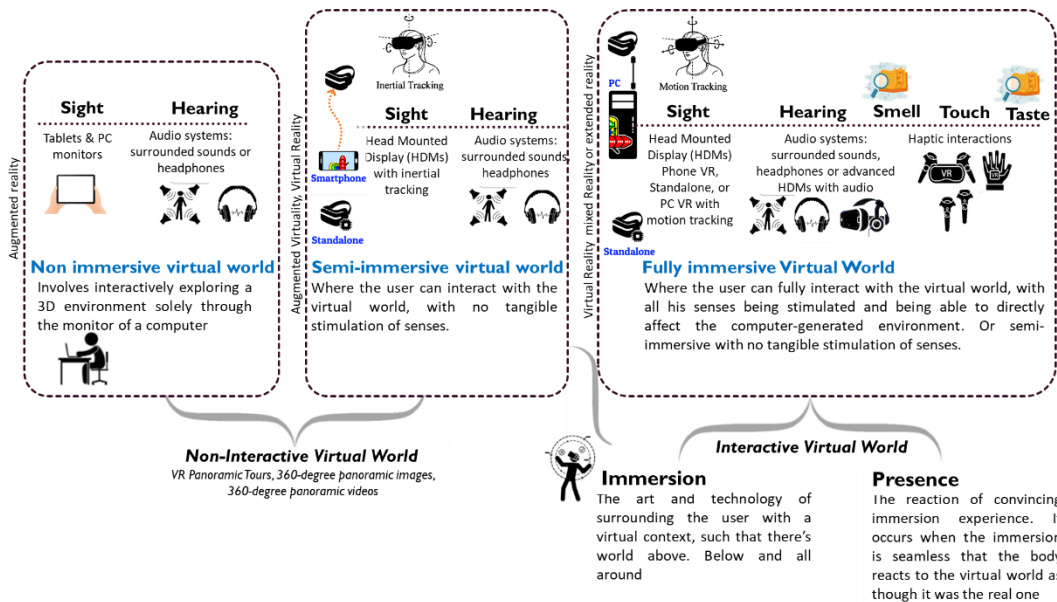 Augmented reality
Sight
Hearing
Tablets & PC
monitors
Audio systems:
surrounded sounds or
headphones
Non immersive virtual world
Involves interactively exploring a
3D environment solely through
the monitor of a computer
Augmented Virtuality, Virtual Reality
Inertial Tracking
Sight
Hearing
Head Mounted
Display (HDMs)
with inertial
tracking
Audio systems:
surrounded sounds,
headphones
Smartphone
Standalone
Semi-immersive virtual world
Where the user can interact with the
virtual world, with no tangible
stimulation of senses.
Virtual Reality mixed Reality or extended reality
PC
Motion Tracking
Sight
Hearing
Smell
Touch
Taste
Head Mounted
Display (HDMs)
Phone VR,
Standalone, or
PC VR with
motion tracking
Audio systems:
surrounded sounds,
headphones or advanced
HDMs with audio
Haptic interactions
VR
VR
Standalone
Fully immersive Virtual World
Where the user can fully interact with the virtual world, with
all his senses being stimulated and being able to directly
affect the computer-generated environment. Or semi-
immersive with no tangible stimulation of senses.
Non-Interactive Virtual World
VR Panoramic Tours, 360-degree panoramic images,
360-degree panoramic videos
Interactive Virtual World
Immersion
The art and technology of
surrounding the user with a
virtual context, such that there's
world above. Below and all
around
Presence
The reaction of convincing
immersion experience. It
occurs when the immersion
is seamless that the body
reacts to the virtual world as
though it was the real one